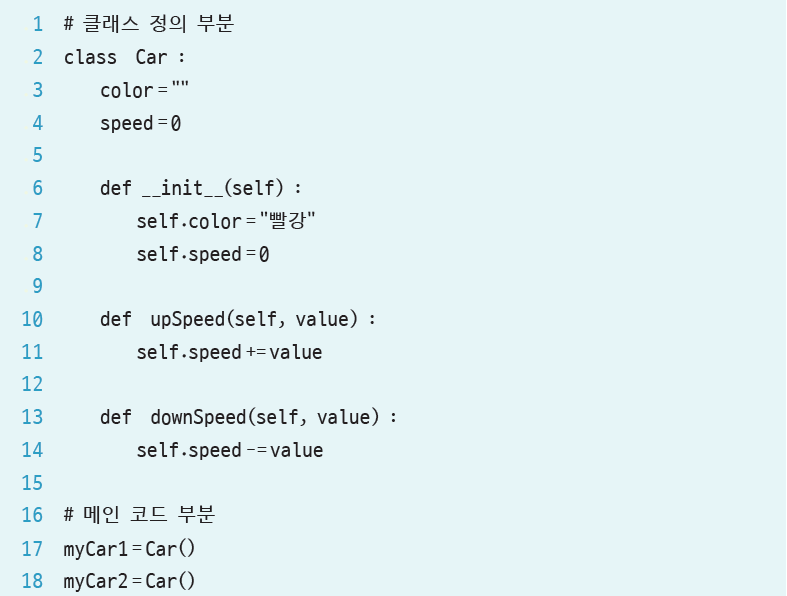 1 # 클래스 정의 부분
2 class Car :
3 color = ""
4 speed = 0
5
6 def __init__(self) :
7 self.color = "빨강"
8 self.speed = 0
9
10 def upSpeed(self, value) :
11 self.speed += value
12
13 def downSpeed(self, value) :
14 self.speed -= value
15
16 # 메인 코드 부분
17 myCar1 = Car()
18 myCar2 = Car()